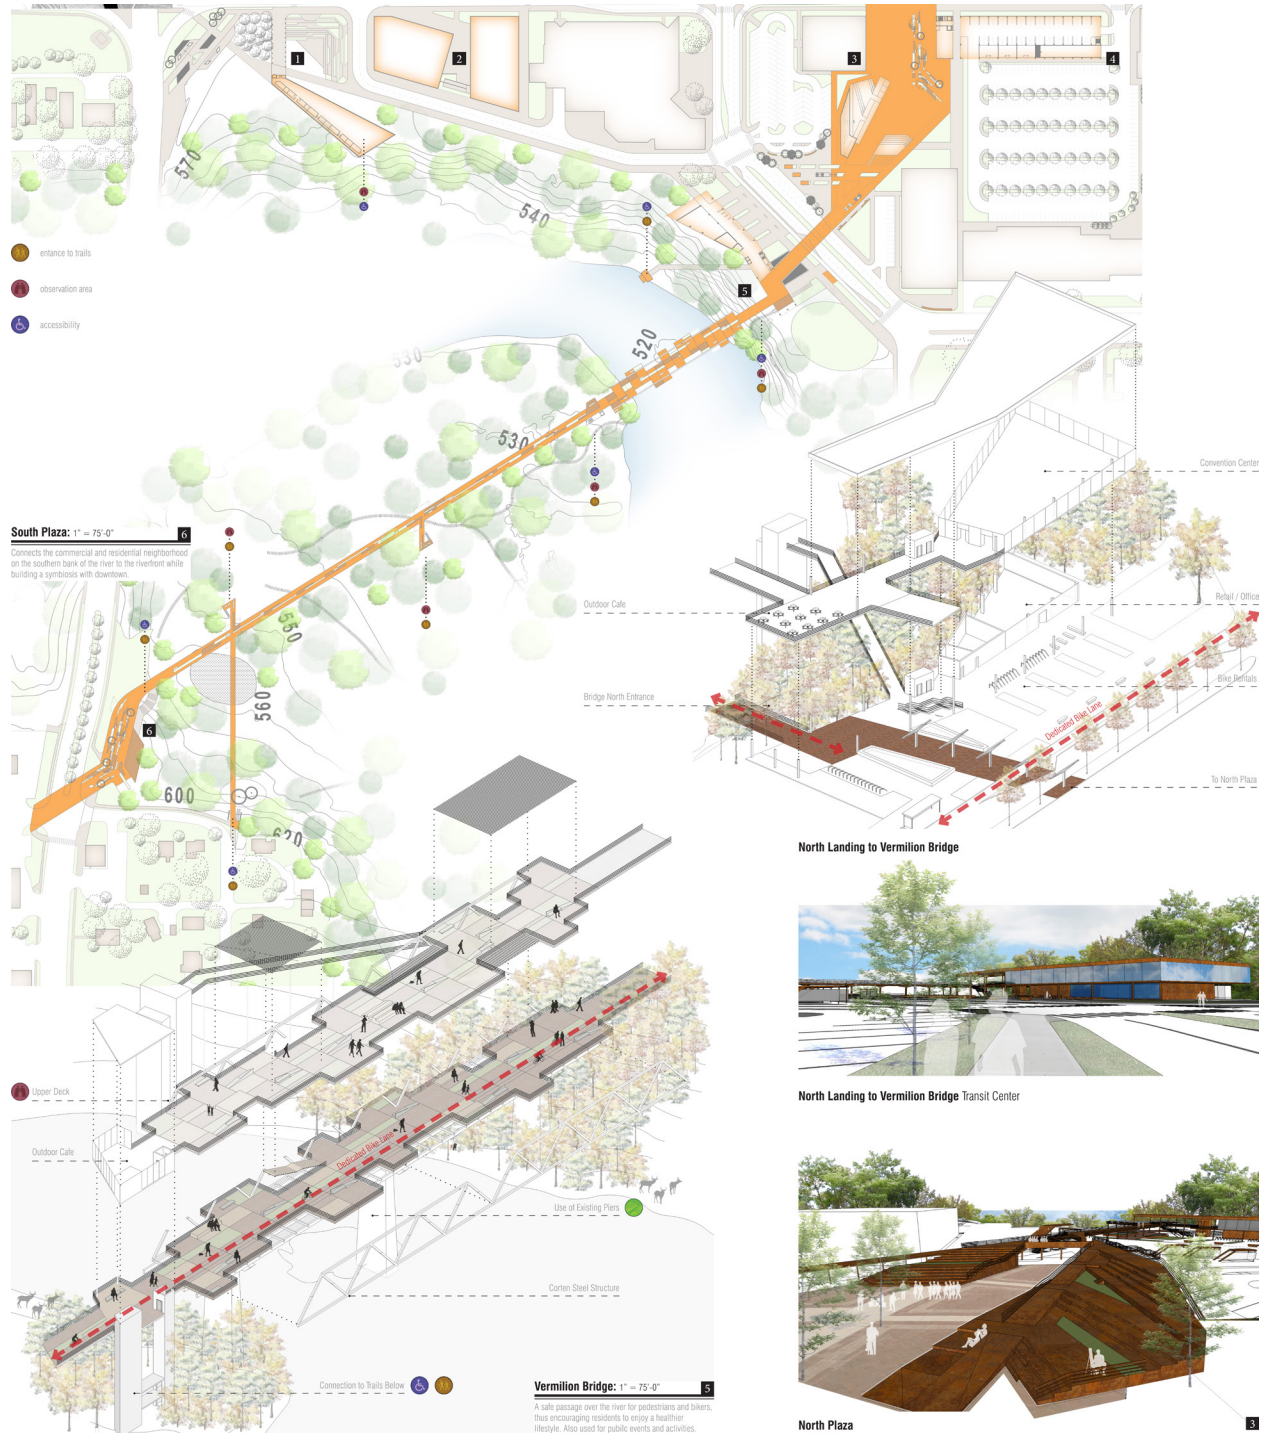 1
2
3
4
570
540
entance to trails
observation area
accessibility
5
520
530
530
Convention Center
South Plaza: 1" = 75'-0" 6
Connects the commercial and residential neighborhood
on the southern bank of the river to the riverfront while
building a symbiosis with downtown.
Outdoor Cafe
Retail / Office
550
560
Bridge North Entrance
Bike Rentals
Dedicated Bike Lane
6
600
620
To North Plaza
North Landing to Vermilion Bridge
Upper Deck
Outdoor Cafe
Dedicated Bike Lane
North Landing to Vermilion Bridge Transit Center
Use of Existing Piers
Corten Steel Structure
Connection to Trails Below
Vermilion Bridge: 1" = 75'-0" 5
A safe passage over the river for pedestrians and bikers,
thus encouraging residents to enjoy a healthier
lifestyle. Also used for public events and activities.
North Plaza
3